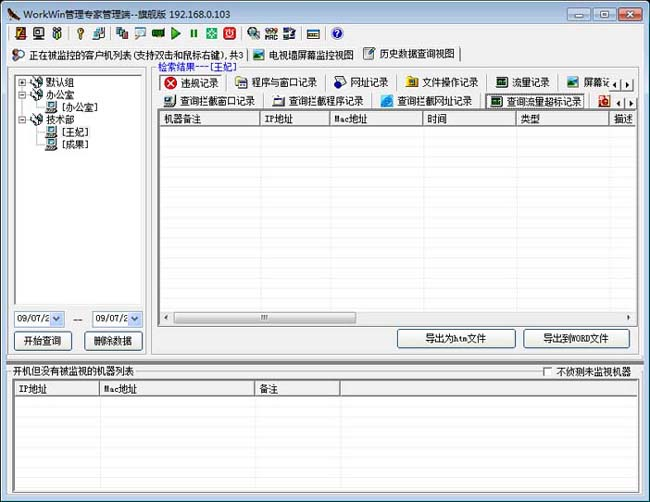 WorkWin管理专家管理端--旗舰版 192.168.0.103
正在被监控的客户机列表(支持双击和鼠标右键),共3
电视墙屏幕监控视图
历史数据查询视图
默认组
办公室
[办公室]
技术部
[王妃]
[成果]
检索结果---[王妃]
违规记录 程序与窗口记录 网址记录 文件操作记录 流量记录 屏幕记
查询拦截窗口记录 查询拦截程序记录 查询拦截网址记录 查询流量超标记录
机器备注 IP地址 Mac地址 时间 类型 描述
09/07/2 -- 09/07/2
开始查询 删除数据
导出为htm文件 导出到WORD文件
开机但没有被监视的机器列表
不侦测未监视机器
IP地址 Mac地址 备注